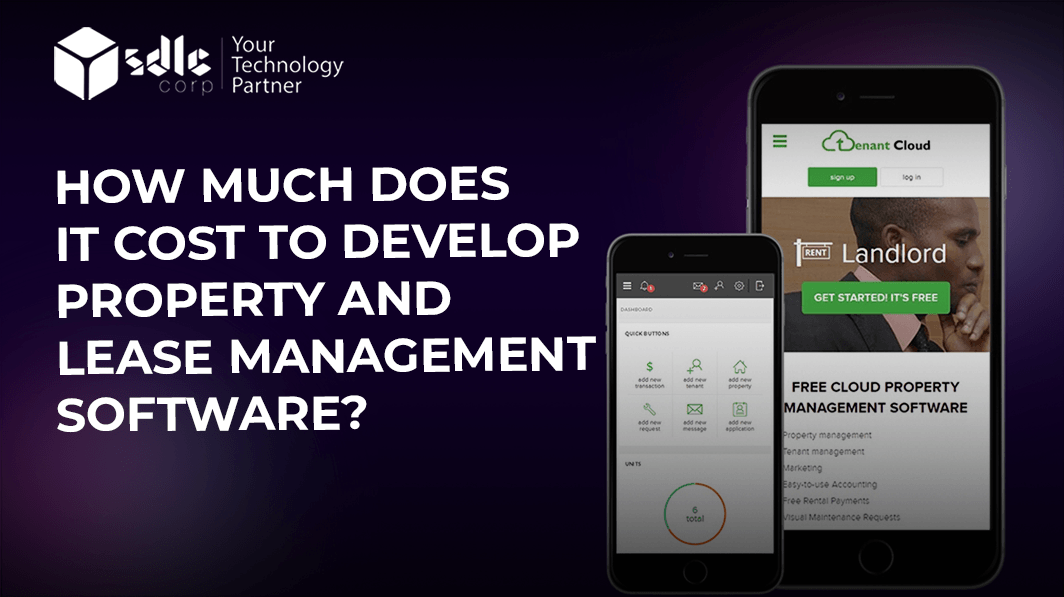 sdlc
corp
Your
Technology
Partner
HOW MUCH DOES
IT COST TO DEVELOP
PROPERTY AND
LEASE MANAGEMENT
SOFTWARE?
DASHBOARD
QUICK BUTTONS
$
add new
transaction
add new
tenant
add new
property
add new
request
add new
message
add new
application
UNITS
6
total
tenant Cloud
sign up
log in
RENT
Landlord
GET STARTED! IT'S FREE
FREE CLOUD PROPERTY
MANAGEMENT SOFTWARE
Property management
Tenant management
Marketing
Easy-to-use Accounting
Free Rental Payments
Visual Maintenance Requests